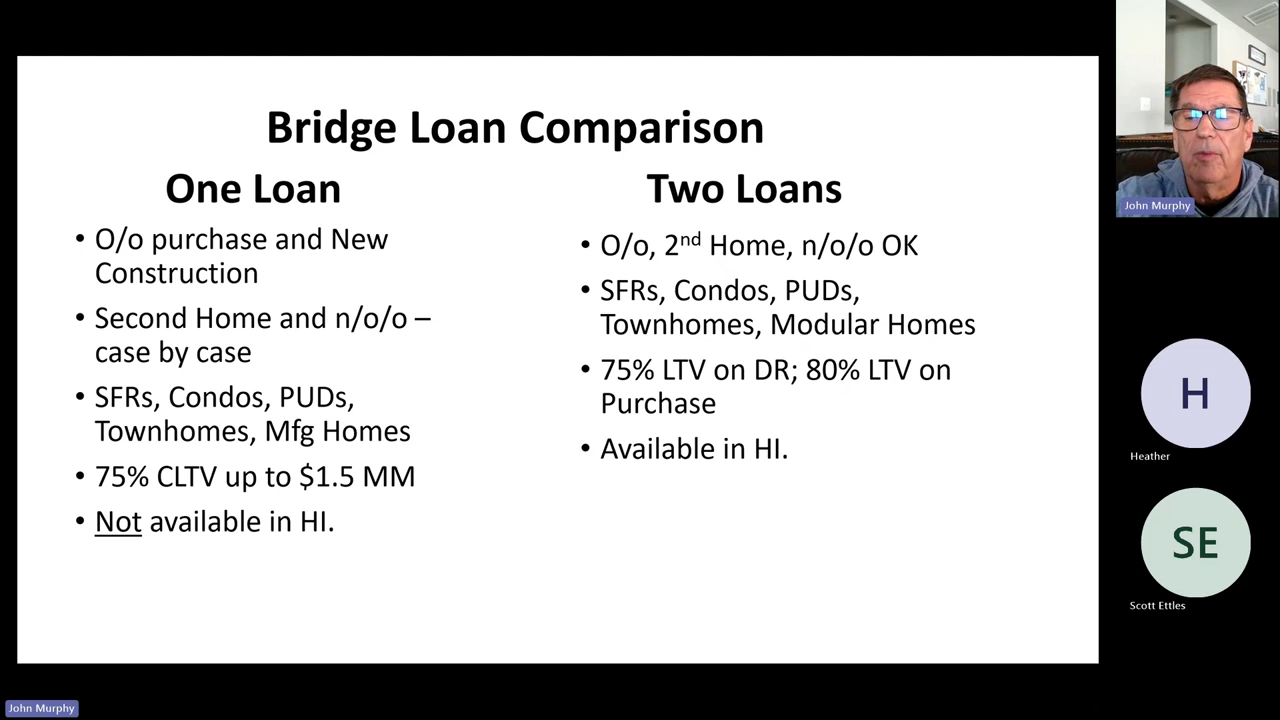 Bridge Loan Comparison
One Loan
• O/o purchase and New
Construction
• Second Home and n/o/o –
case by case
• SFRs, Condos, PUDs,
Townhomes, Mfg Homes
• 75% CLTV up to $1.5 MM
• Not available in HI.
Two Loans
• O/o, 2nd Home, n/o/o OK
• SFRs, Condos, PUDs,
Townhomes, Modular Homes
• 75% LTV on DR; 80% LTV on
Purchase
• Available in HI.
John Murphy
H
Heather
SE
Scott Ettles
John Murphy